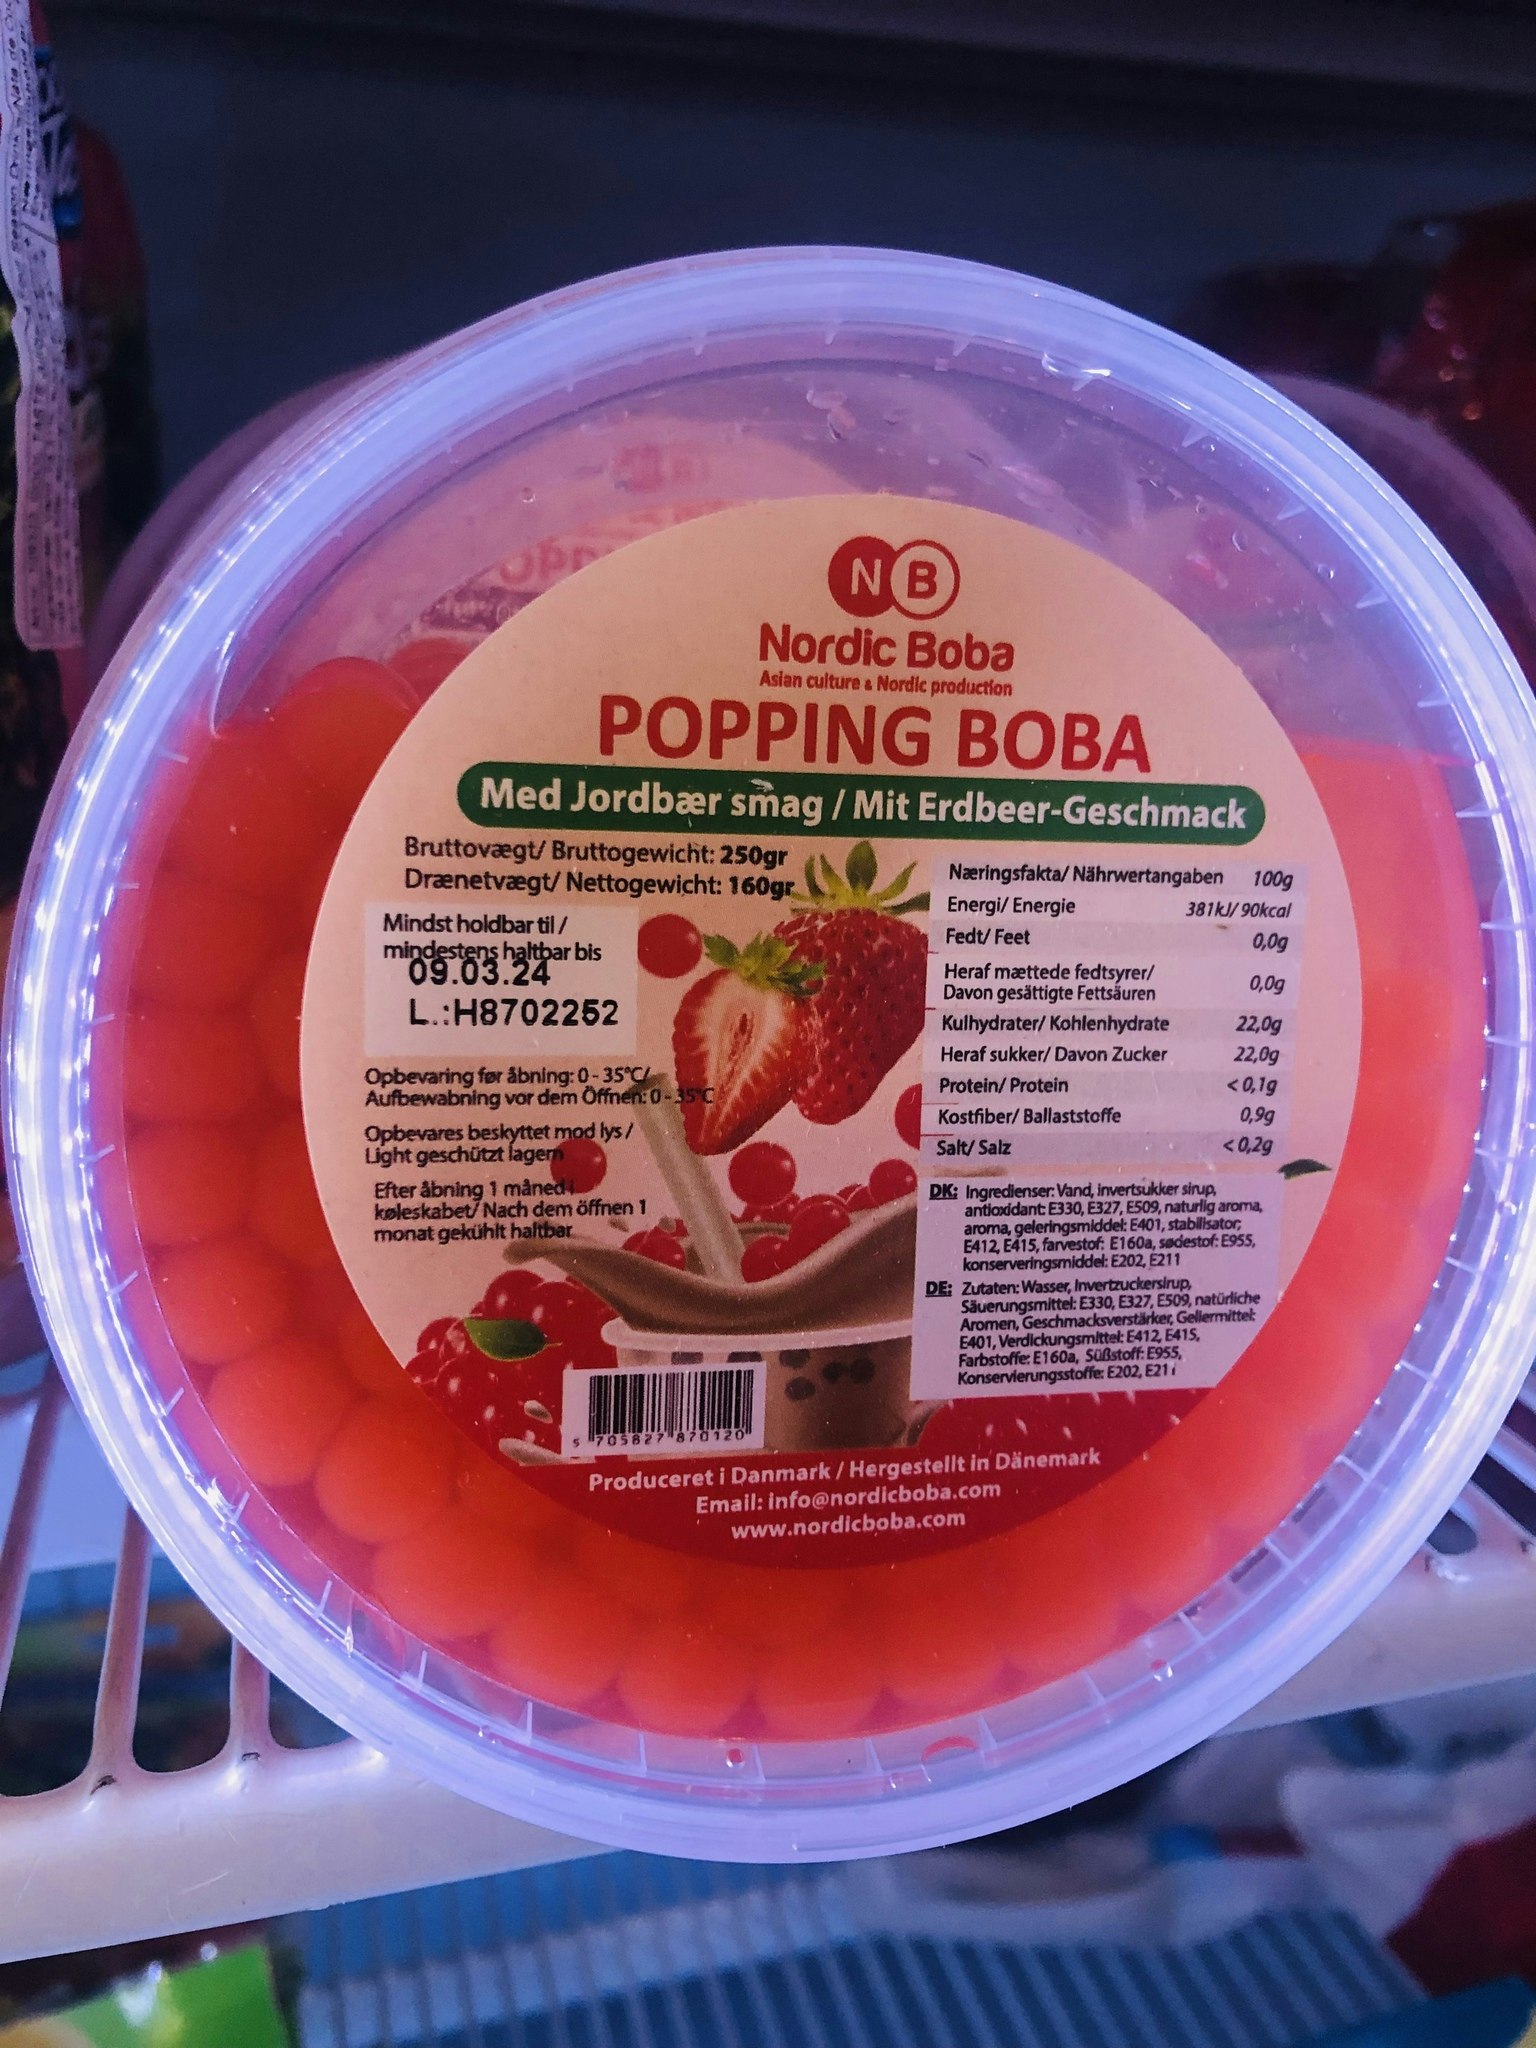 N B
Nordic Boba
Asian culture & Nordic production
POPPING BOBA
Med Jordbær smag / Mit Erdbeer-Geschmack
Bruttovægt/ Bruttogewicht: 250gr
Drænetvægt/ Nettogewicht: 160gr
Mindst holdbar til /
mindestens haltbar bis
09.03.24
L.:H8702252
Opbevaring før åbning: 0 - 35°C/
Aufbewabning vor dem Öffnen: 0 - 35°C
Opbevares beskyttet mod lys /
Light geschützt lagern
Efter åbning 1 måned i
køleskabet/ Nach dem öffnen 1
monat gekühlt haltbar
Næringsfakta/ Nährwertangaben 100g
Energi/ Energie 381kJ/ 90kcal
Fedt/ Feet 0,0g
Heraf mættede fedtsyrer/
Davon gesättigte Fettsäuren 0,0g
Kulhydrater/ Kohlenhydrate 22,0g
Heraf sukker/ Davon Zucker 22,0g
Protein/ Protein < 0,1g
Kostfiber/ Ballaststoffe 0,9g
Salt/ Salz < 0,2g
DK: Ingredienser: Vand, invertsukker sirup,
antioxidant: E330, E327, E509, naturlig aroma,
aroma, geleringsmiddel: E401, stabilisator;
E412, E415, farvestof: E160a, sødestof: E955,
konserveringsmiddel: E202, E211
DE: Zutaten: Wasser, Invertzuckersirup,
Säuerungsmittel: E330, E327, E509, natürliche
Aromen, Geschmacksverstärker, Geliermittel:
E401, Verdickungsmittel: E412, E415,
Farbstoffe: E160a, Süßstoff: E955,
Konservierungsstoffe: E202, E211
5 705827 870120
Produceret i Danmark / Hergestellt in Dänemark
Email: info@nordicboba.com
www.nordicboba.com